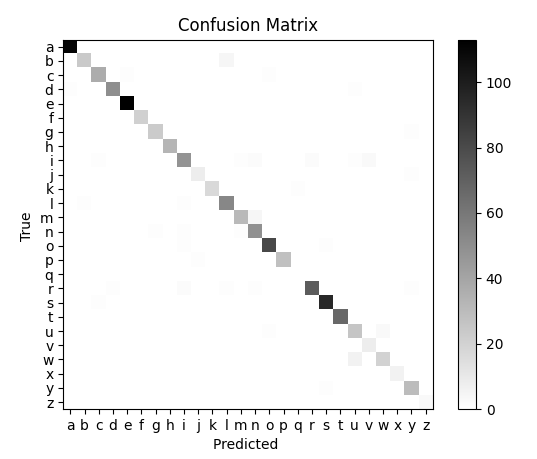 Confusion Matrix
True
a
b
c
d
e
f
g
h
i
j
k
l
m
n
o
p
q
r
s
t
u
v
w
x
y
z
a b c d e f g h i j k l m n o p q r s t u v w x y z
Predicted
100
80
60
40
20
0